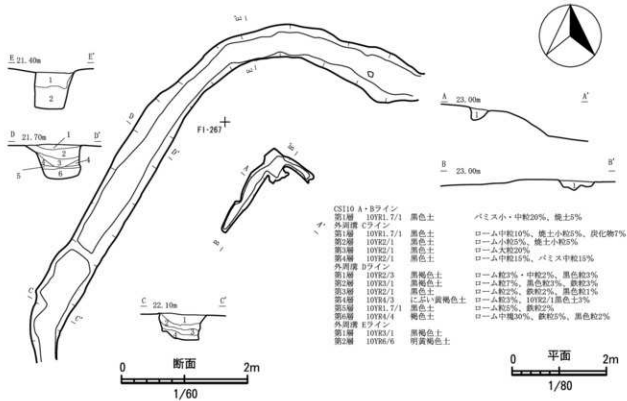 E 21.40m E'
1
2
D 21.70m D'
1
2
3
4
4
5
6
E
E'
D
D'
F1-267
A
B'
A'
B
C
C'
C 22.10m C'
1
2
3
A 23.00m A'
1
B 23.00m B'
CSI10 A・Bライン
第1層 10YR1.7/1 黒色土 パミス小・中粒20%、焼土5%
外周溝 Cライン
第1層 10YR1.7/1 黒色土 ローム中粒10%、焼土小粒5%、炭化物7%
第2層 10YR2/1 黒色土 ローム小粒5%、焼土小粒5%
第3層 10YR2/1 黒色土 ローム大粒20%
第4層 10YR2/1 黒色土 ローム中粒15%、パミス中粒15%
外周溝 Dライン
第1層 10YR2/3 黒褐色土 ローム粒3%・中粒2%、黒色粒3%
第2層 10YR3/1 黒褐色土 ローム粒7%、黒色粒3%、鉄粒3%
第3層 10YR2/1 黒色土 ローム粒2%、鉄粒2%、黒色粒1%
第4層 10YR4/3 にぶい黄褐色土 ローム粒3%、10YR2/1黒色土3%
第5層 10YR1.7/1 黒色土 ローム粒5%、鉄粒2%
第6層 10YR4/4 褐色土 ローム中塊30%、鉄粒5%、黒色粒2%
外周溝 Eライン
第1層 10YR3/1 黒褐色土
第2層 10YR6/6 明黄褐色土
断面
0 2m
1/60
平面
0 2m
1/80